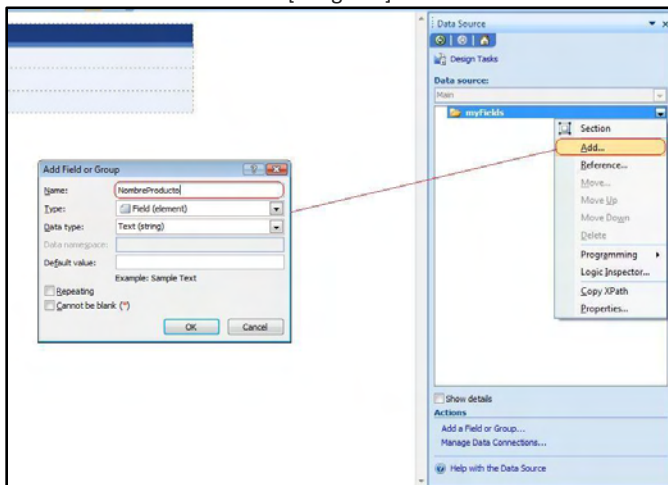 Data Source
Design Tasks
Data source:
Main
myFields
Section
Add...
Reference...
Move...
Move Up
Move Down
Delete
Programming
Logic Inspector...
Copy XPath
Properties...
Add Field or Group
Name:
NombreProducto
Type:
Field (element)
Data type:
Text (string)
Data namespace:
Default value:
Example: Sample Text
Repeating
Cannot be blank (*)
OK
Cancel
Show details
Actions
Add a Field or Group...
Manage Data Connections...
Help with the Data Source